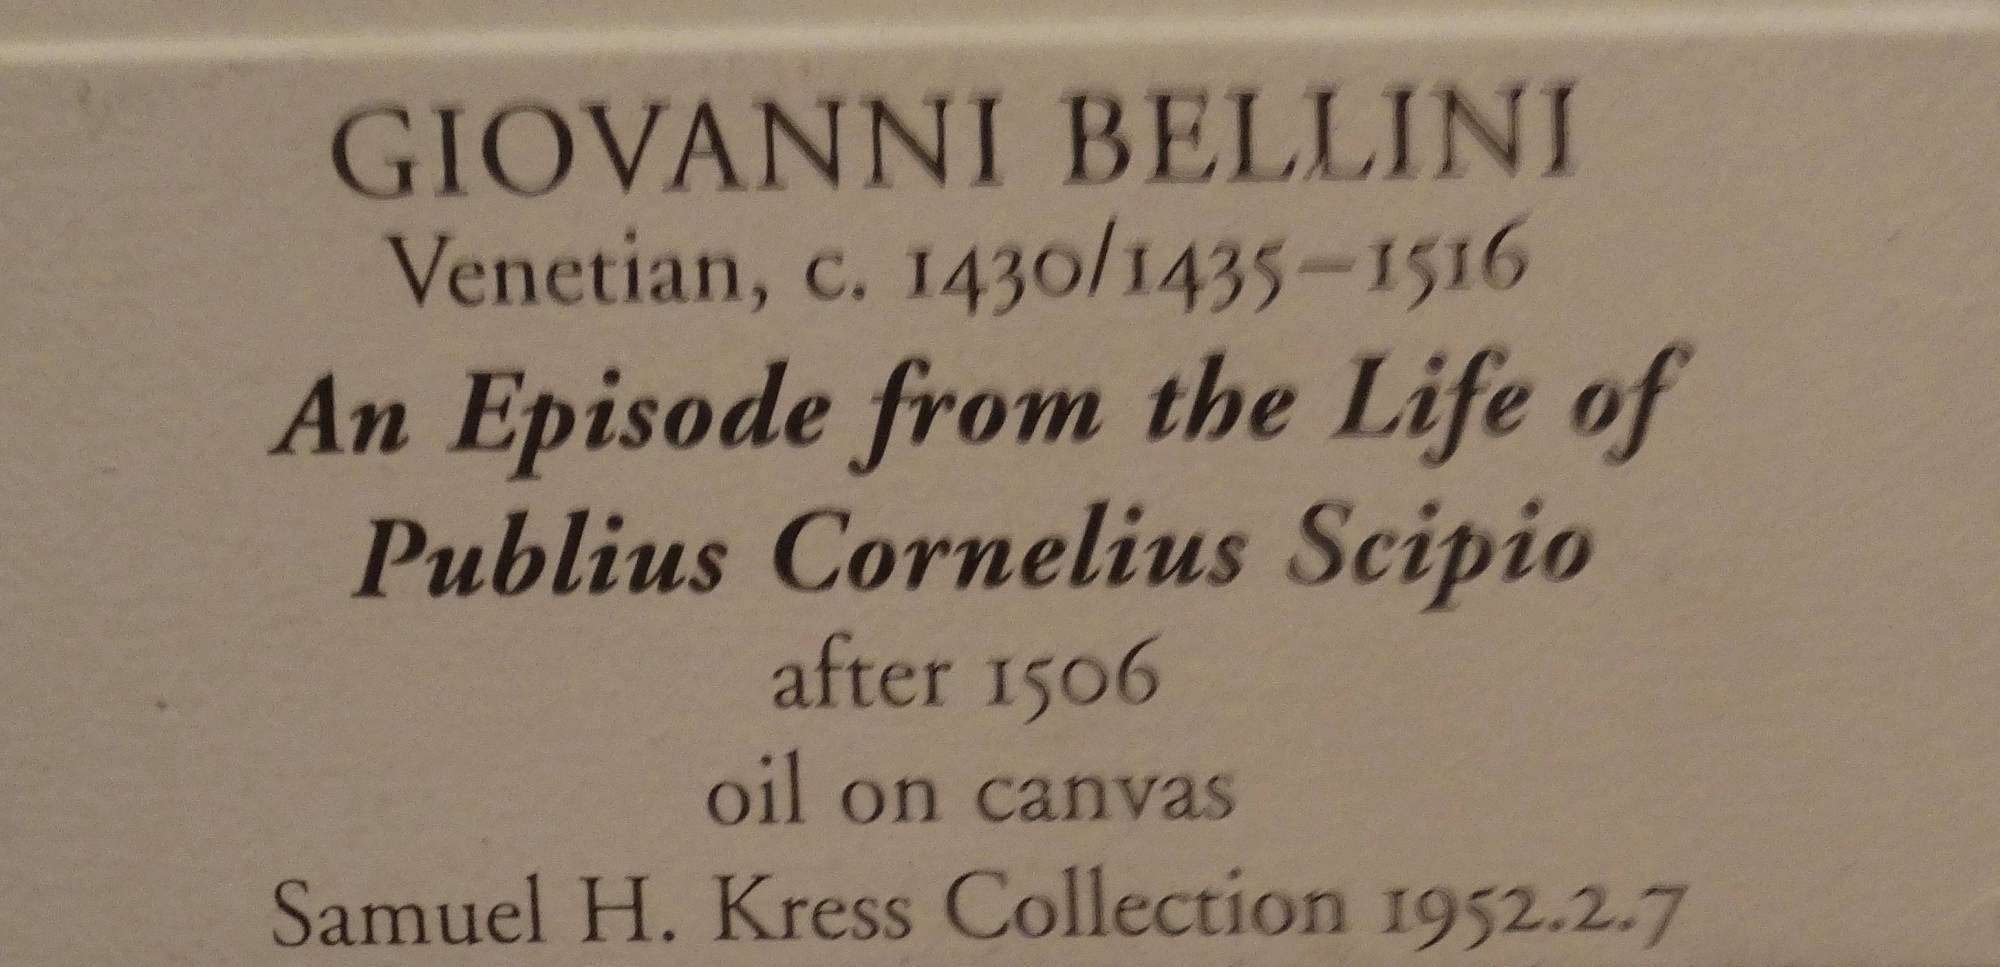 GIOVANNI BELLINI
Venetian, c. 1430/1435–1516
An Episode from the Life of
Publius Cornelius Scipio
after 1506
oil on canvas
Samuel H. Kress Collection 1952.2.7